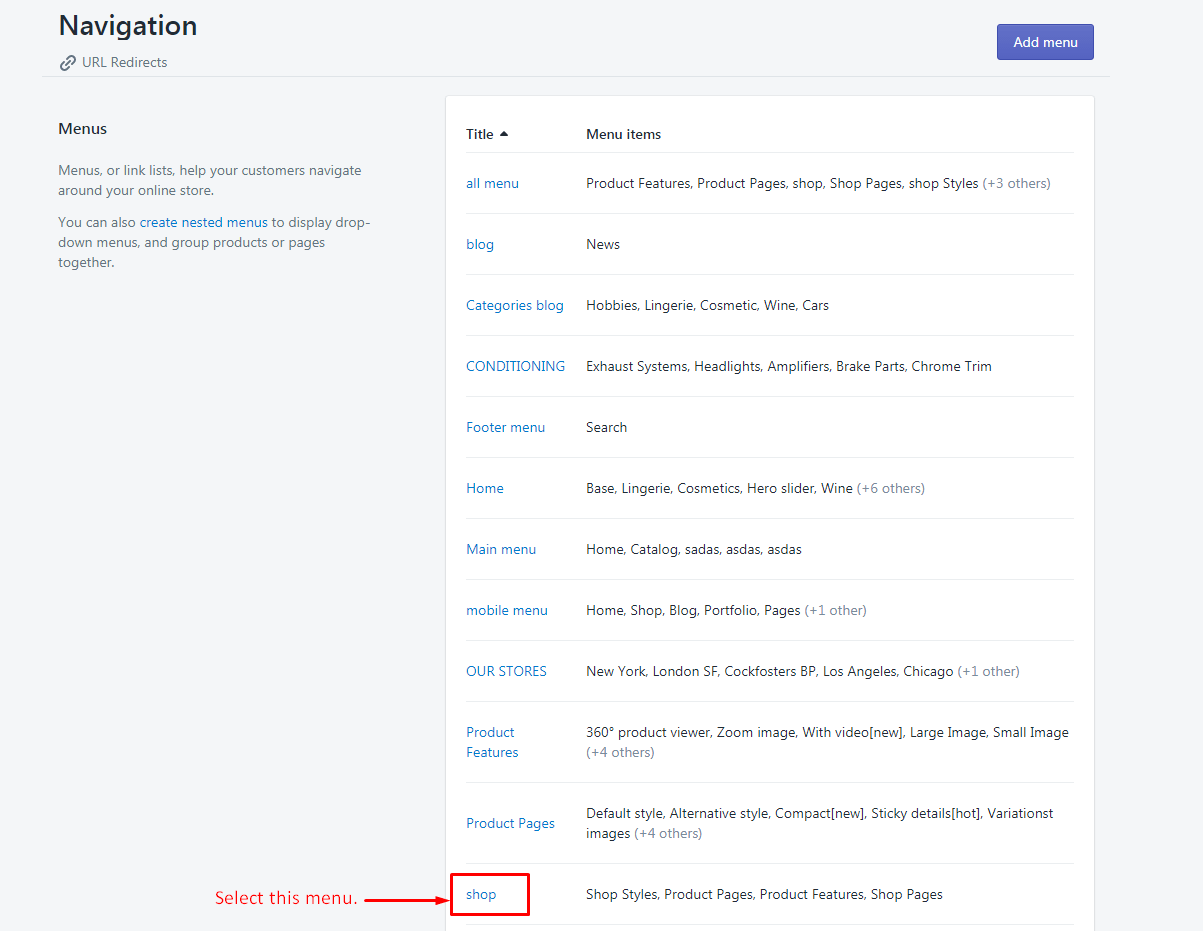 Navigation
Add menu
URL Redirects
Menus
Menus, or link lists, help your customers navigate
around your online store.
You can also create nested menus to display drop-
down menus, and group products or pages
together.
Title Menu items
all menu Product Features, Product Pages, shop, Shop Pages, shop Styles (+3 others)
blog News
Categories blog Hobbies, Lingerie, Cosmetic, Wine, Cars
CONDITIONING Exhaust Systems, Headlights, Amplifiers, Brake Parts, Chrome Trim
Footer menu Search
Home Base, Lingerie, Cosmetics, Hero slider, Wine (+6 others)
Main menu Home, Catalog, sadas, asdas, asdas
mobile menu Home, Shop, Blog, Portfolio, Pages (+1 other)
OUR STORES New York, London SF, Cockfosters BP, Los Angeles, Chicago (+1 other)
Product 360° product viewer, Zoom image, With video[new], Large Image, Small Image
Features (+4 others)
Product Pages Default style, Alternative style, Compact[new], Sticky details[hot], Variationst
images (+4 others)
Select this menu. shop Shop Styles, Product Pages, Product Features, Shop Pages